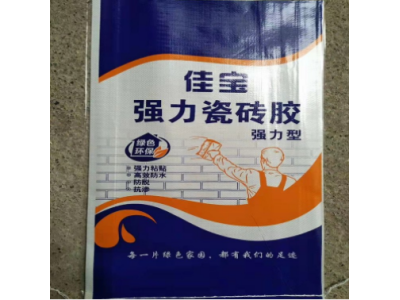 佳宝
强力瓷砖胶
强力型
绿色
环保
强力粘贴
高效防水
防脱
抗渗
每一片绿色家园，都有我们的足迹